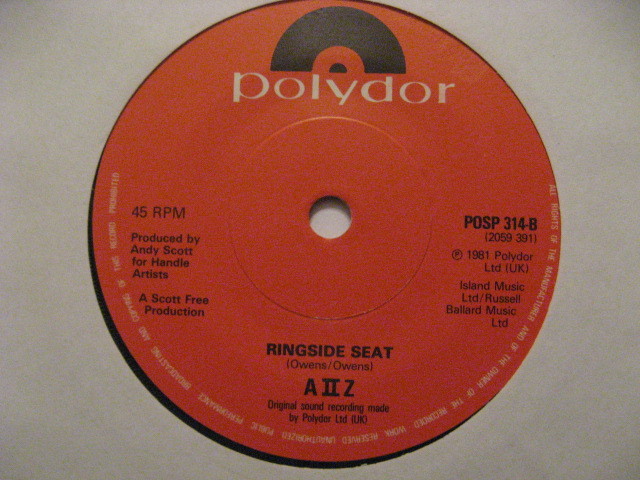 polydor
45 RPM
Produced by
Andy Scott
for Handle
Artists
A Scott Free
Production
POSP 314-B
(2059 391)
℗ 1981 Polydor
Ltd (UK)
Island Music
Ltd/Russell
Ballard Music
Ltd
RINGSIDE SEAT
(Owens/Owens)
A II Z
Original sound recording made
by Polydor Ltd (UK)
ALL RIGHTS OF THE MANUFACTURER AND OF THE OWNER OF THE RECORDED WORK RESERVED UNAUTHORIZED PUBLIC PERFORMANCE BROADCASTING AND COPYING OF THIS RECORD PROHIBITED